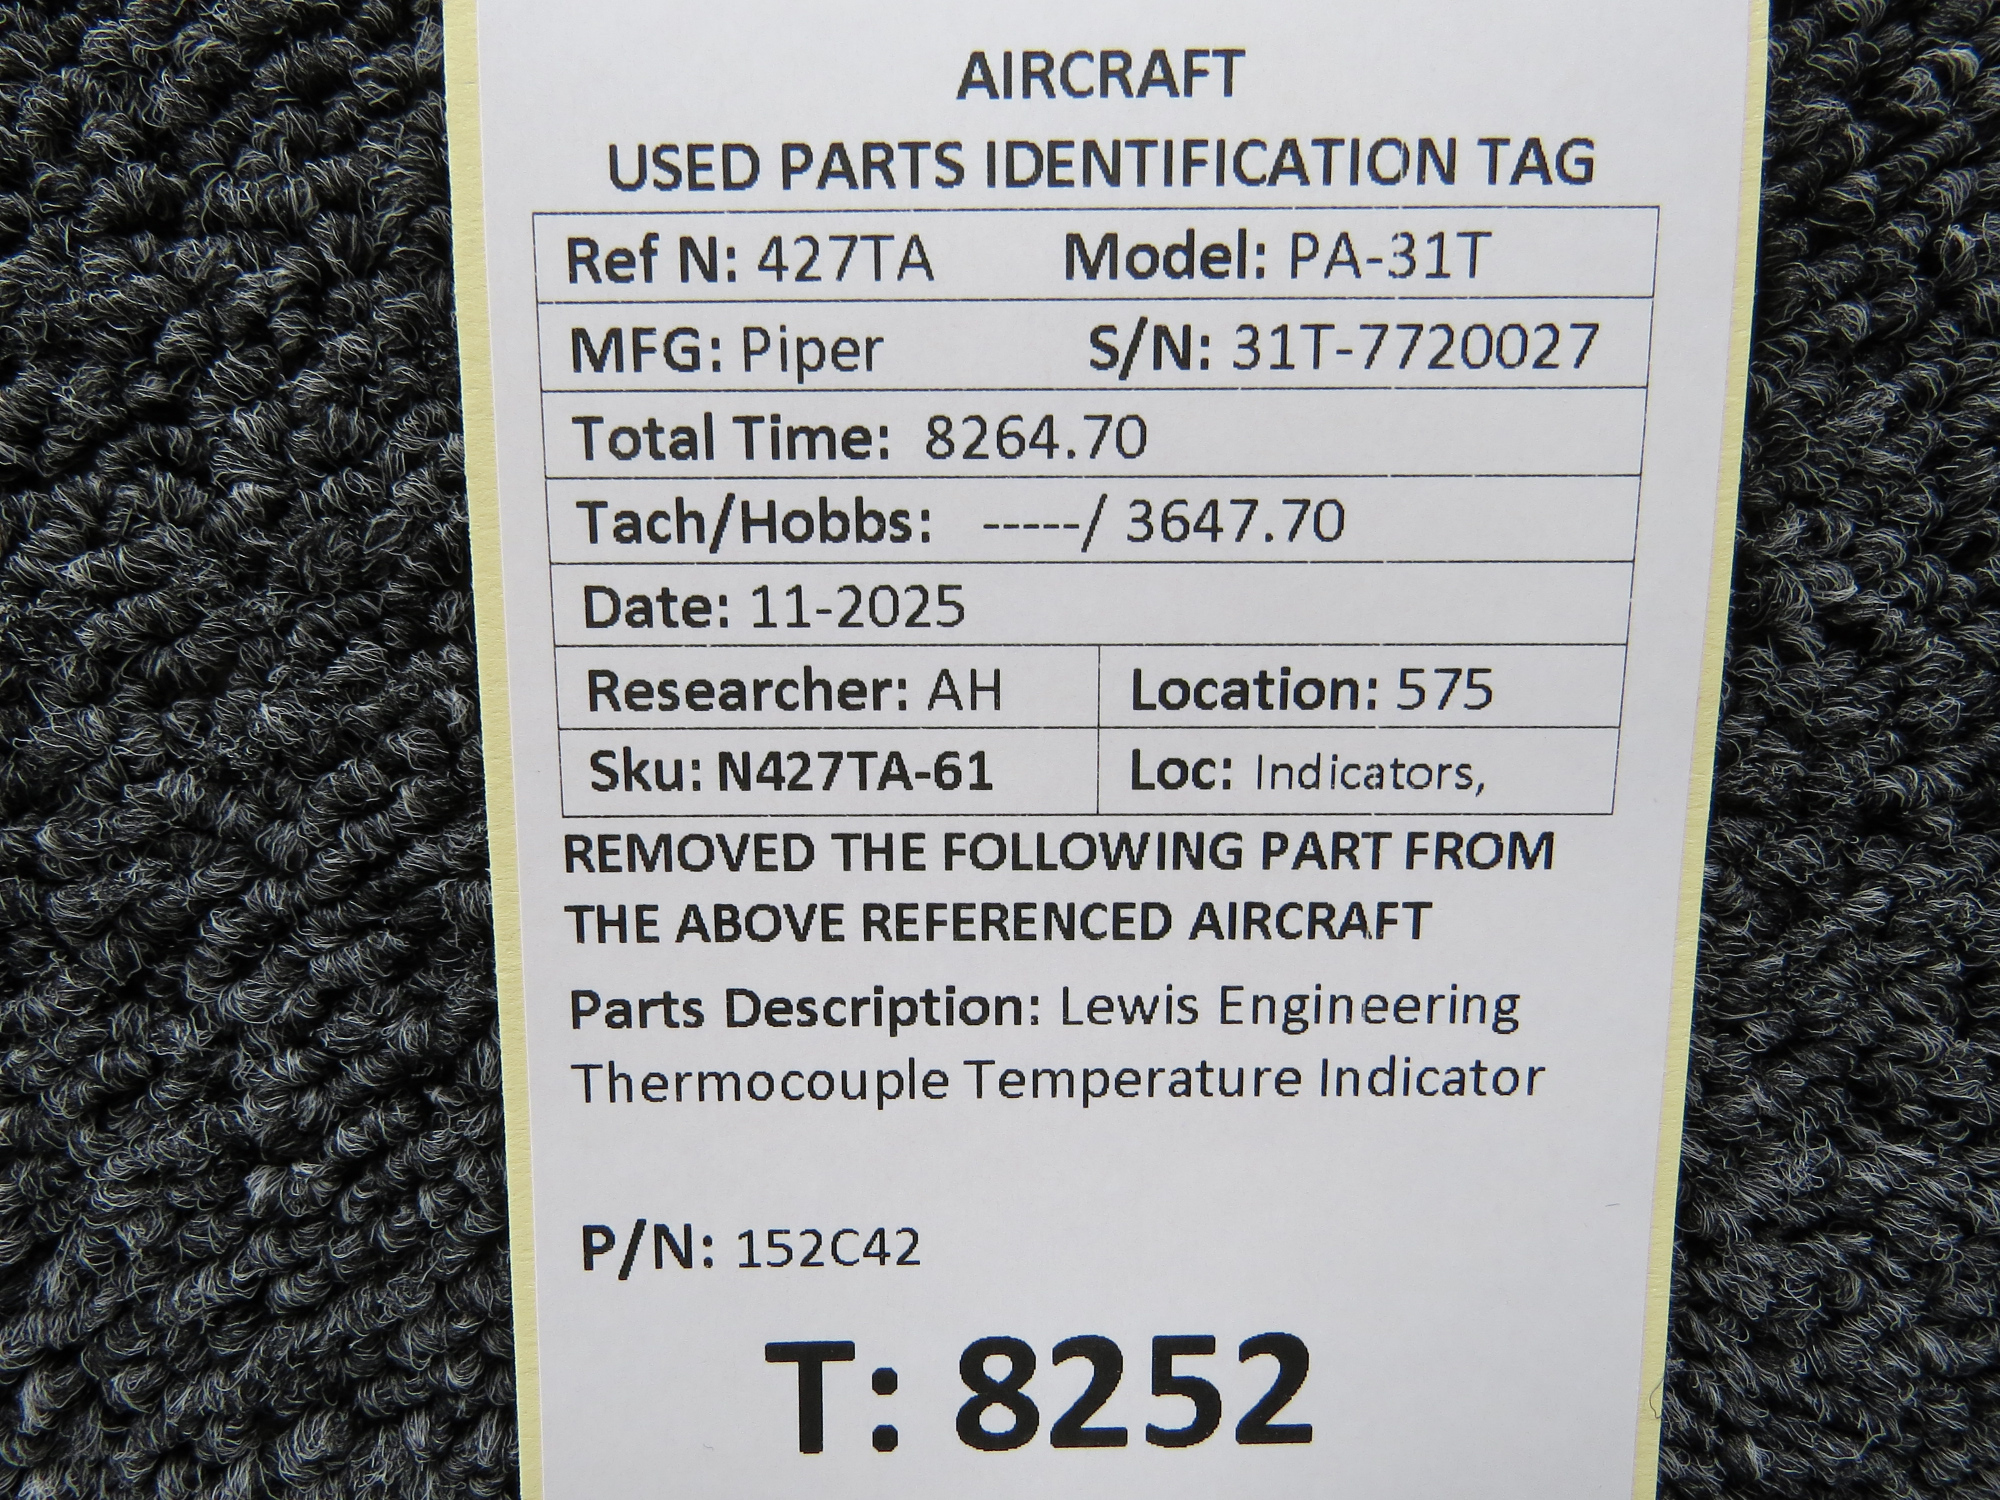 AIRCRAFT
USED PARTS IDENTIFICATION TAG
Ref N: 427TA Model: PA-31T
MFG: Piper S/N: 31T-7720027
Total Time: 8264.70
Tach/Hobbs: -----/ 3647.70
Date: 11-2025
Researcher: AH Location: 575
Sku: N427TA-61 Loc: Indicators,
REMOVED THE FOLLOWING PART FROM
THE ABOVE REFERENCED AIRCRAFT
Parts Description: Lewis Engineering
Thermocouple Temperature Indicator
P/N: 152C42
T: 8252